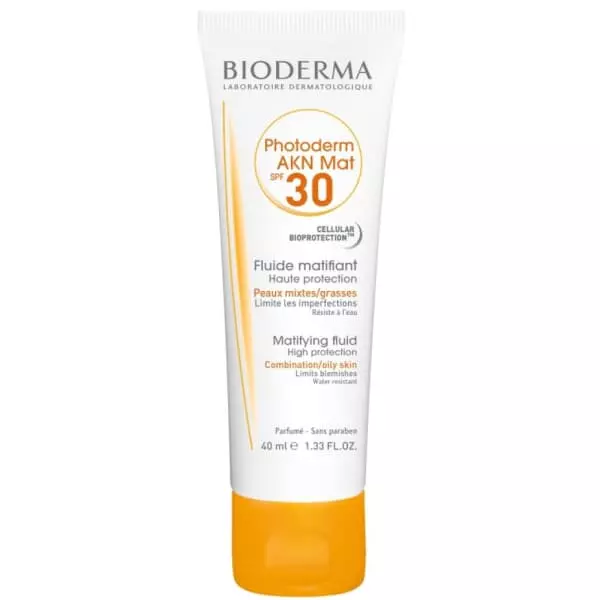 BIODERMA
LABORATOIRE DERMATOLOGIQUE
Photoderm
AKN Mat
SPF 30
CELLULAR
BIOPROTECTION™
Fluide matifiant
Haute protection
Peaux mixtes/grasses
Limite les imperfections
Résiste à l'eau
Matifying fluid
High protection
Combination/oily skin
Limits blemishes
Water resistant
Parfumé - Sans paraben
40 ml e 1.33 FL.OZ.